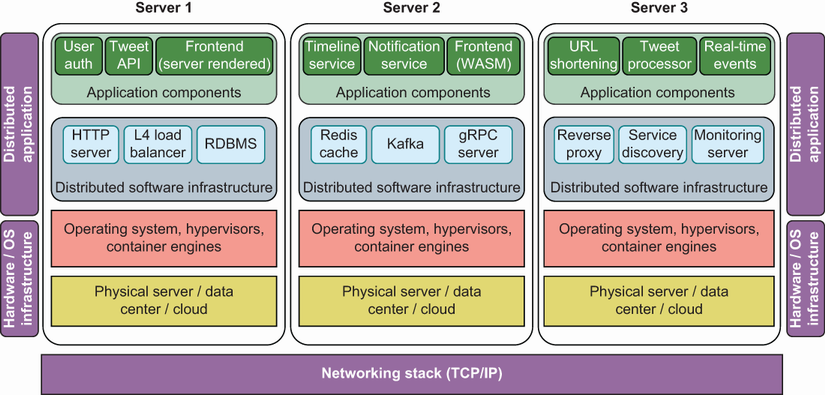 Server 1
Server 2
Server 3
Distributed
application
Hardware / OS
infrastructure
User
auth
Tweet
API
Frontend
(server rendered)
Application components
HTTP
server
L4 load
balancer
RDBMS
Distributed software infrastructure
Operating system, hypervisors,
container engines
Physical server / data
center / cloud
Timeline
service
Notification
service
Frontend
(WASM)
Application components
Redis
cache
Kafka
gRPC
server
Distributed software infrastructure
Operating system, hypervisors,
container engines
Physical server / data
center / cloud
URL
shortening
Tweet
processor
Real-time
events
Application components
Reverse
proxy
Service
discovery
Monitoring
server
Distributed software infrastructure
Operating system, hypervisors,
container engines
Physical server / data
center / cloud
Distributed
application
Hardware / OS
infrastructure
Networking stack (TCP/IP)